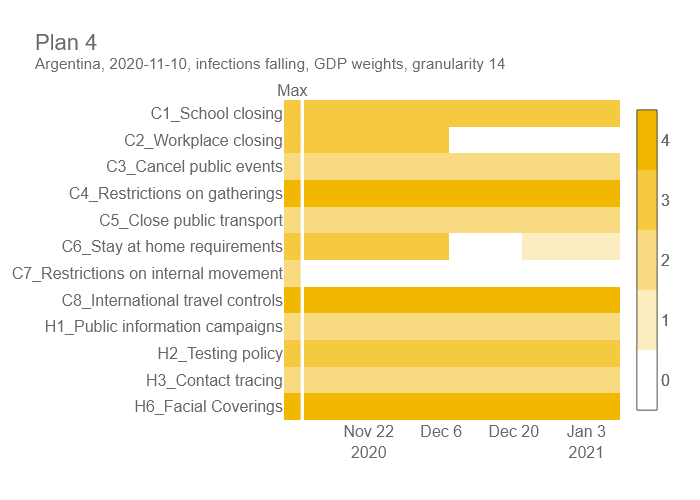 Plan 4
Argentina, 2020-11-10, infections falling, GDP weights, granularity 14
Max
C1_School closing
C2_Workplace closing
C3_Cancel public events
C4_Restrictions on gatherings
C5_Close public transport
C6_Stay at home requirements
C7_Restrictions on internal movement
C8_International travel controls
H1_Public information campaigns
H2_Testing policy
H3_Contact tracing
H6_Facial Coverings
Nov 22 Dec 6 Dec 20 Jan 3
2020 2021
4
3
2
1
0